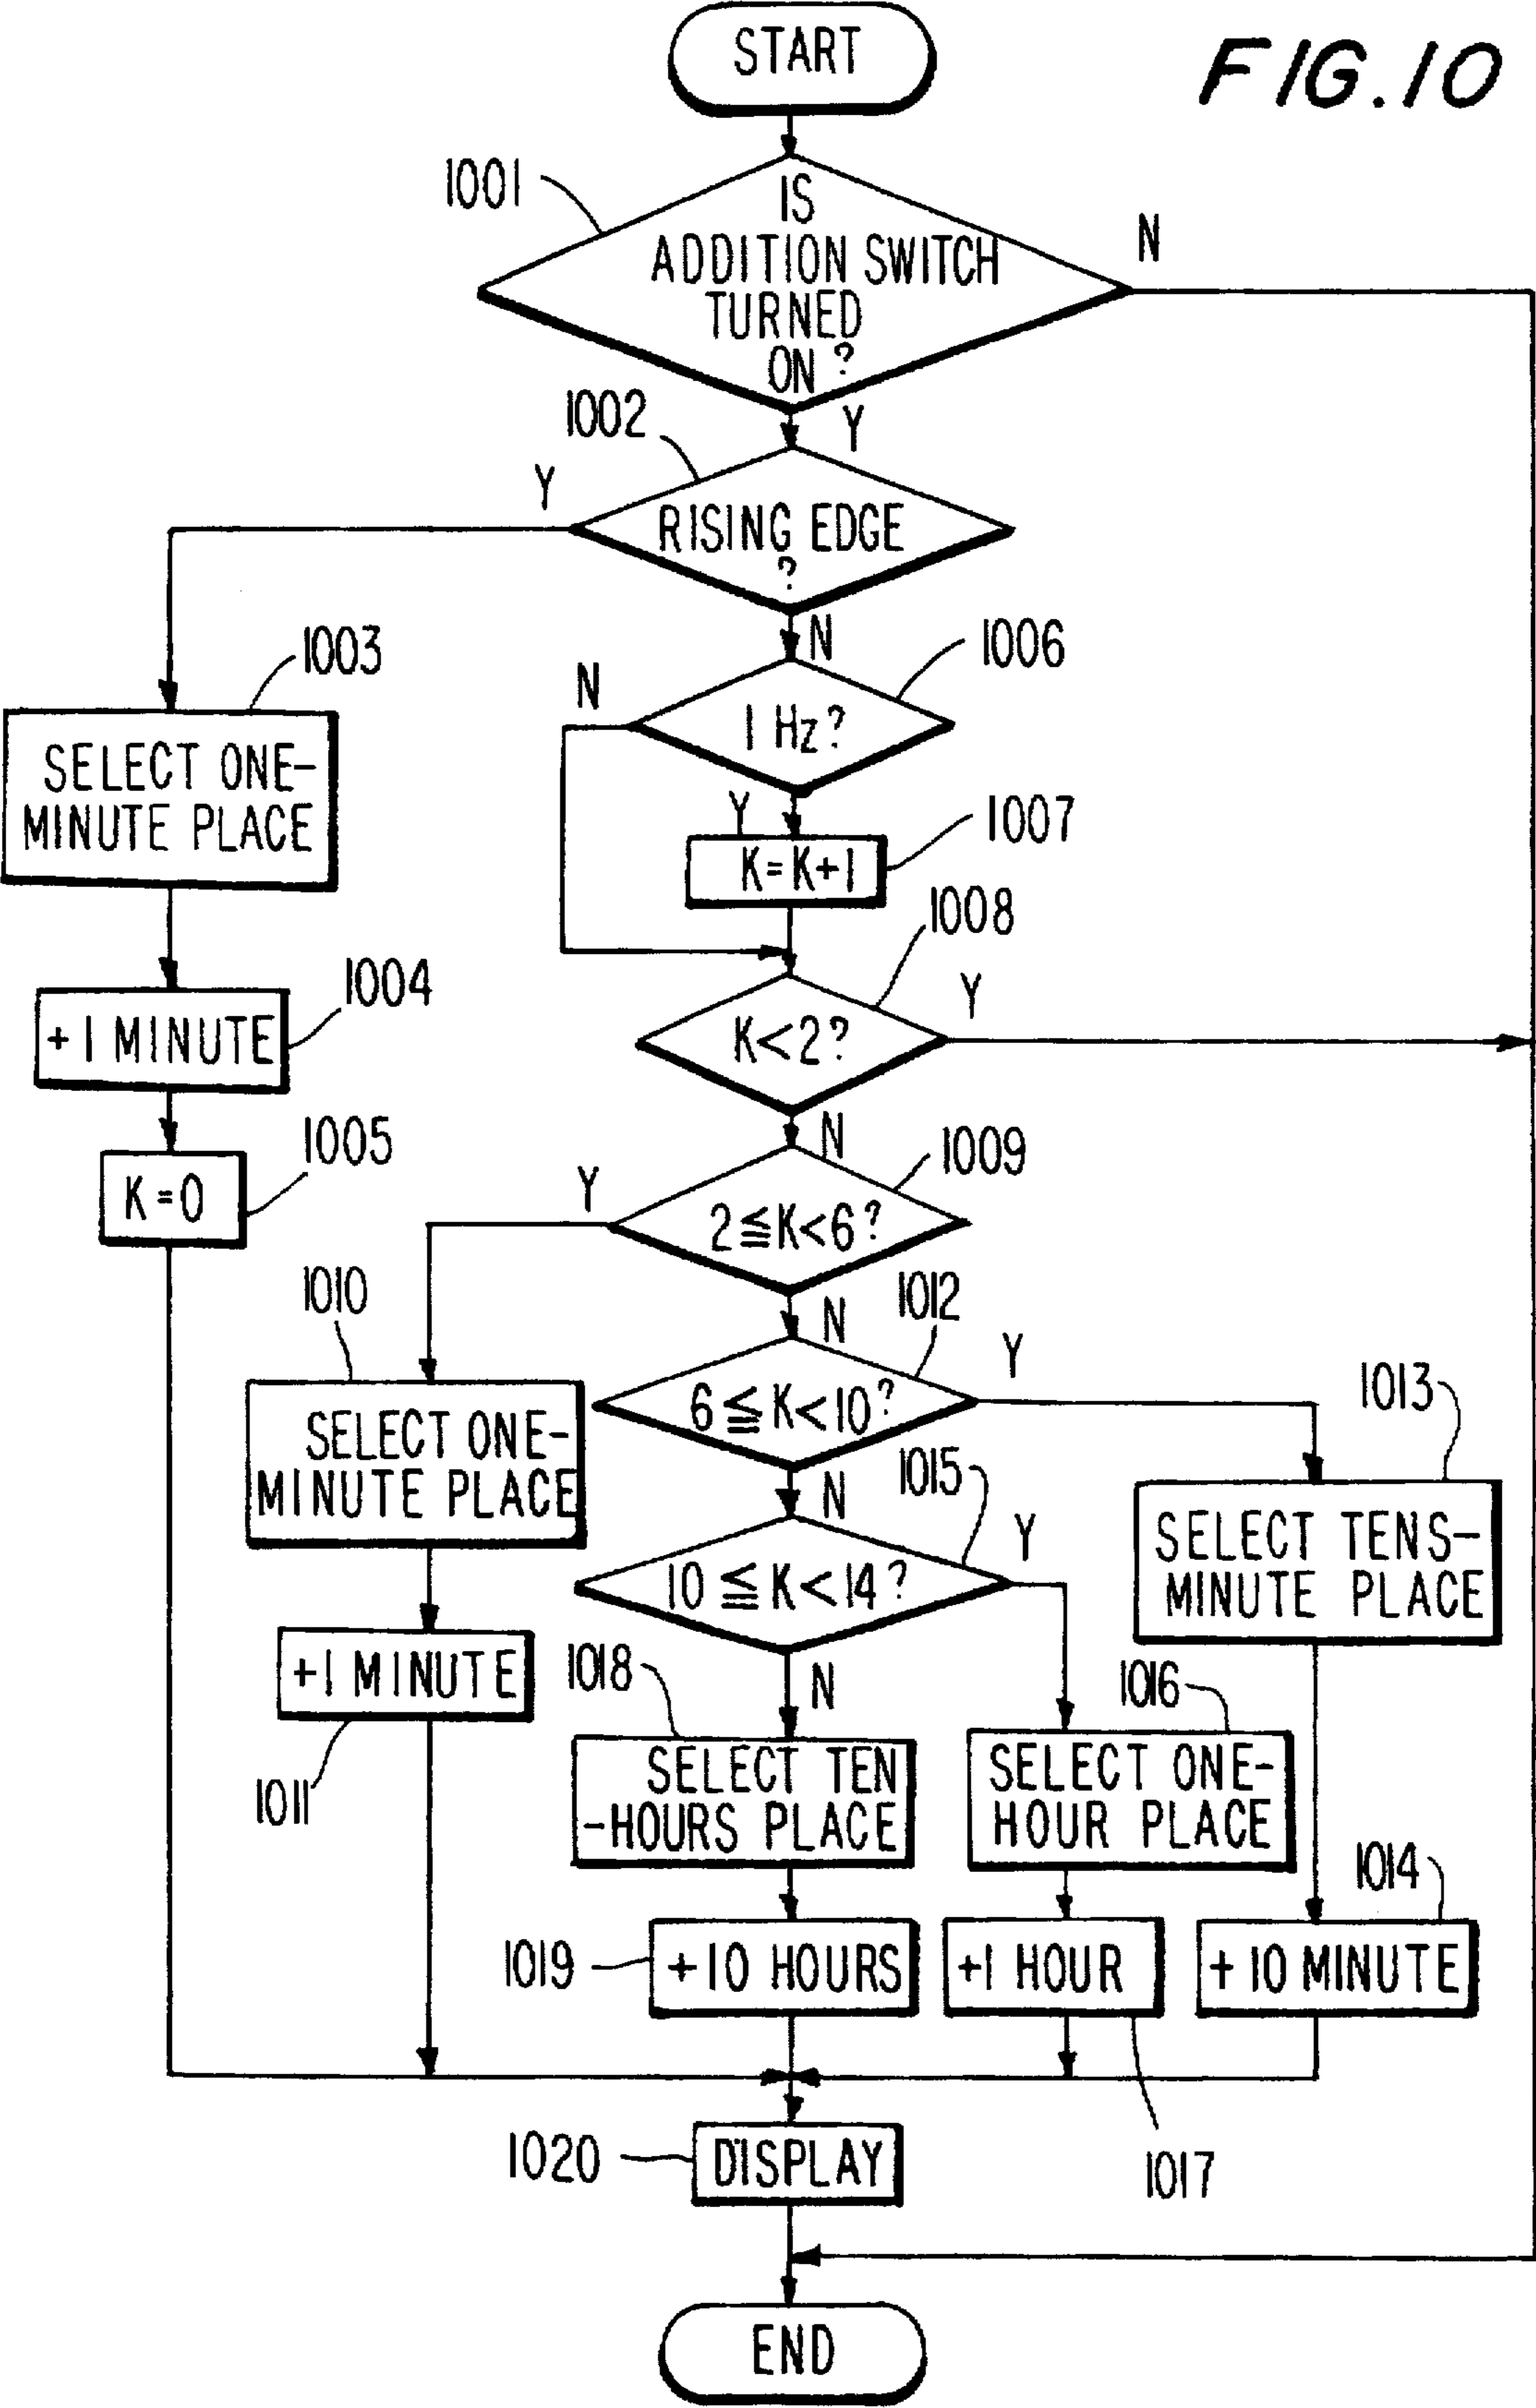 START
FIG.10
1001
IS
ADDITION SWITCH
TURNED
ON ?
N
Y
1002
RISING EDGE
?
Y
N
1003
SELECT ONE-
MINUTE PLACE
1006
1 Hz?
N
Y
1007
K=K+1
1004
+1 MINUTE
1008
K<2?
Y
N
1005
K=0
1009
2≦K<6?
Y
N
1010
SELECT ONE-
MINUTE PLACE
1012
6≦K<10?
Y
N
1013
SELECT TENS-
MINUTE PLACE
1015
10≦K<14?
Y
N
+1 MINUTE
1011
1018
SELECT TEN
-HOURS PLACE
1016
SELECT ONE-
HOUR PLACE
1014
1019
+10 HOURS
+1 HOUR
+10 MINUTE
1017
1020
DISPLAY
END